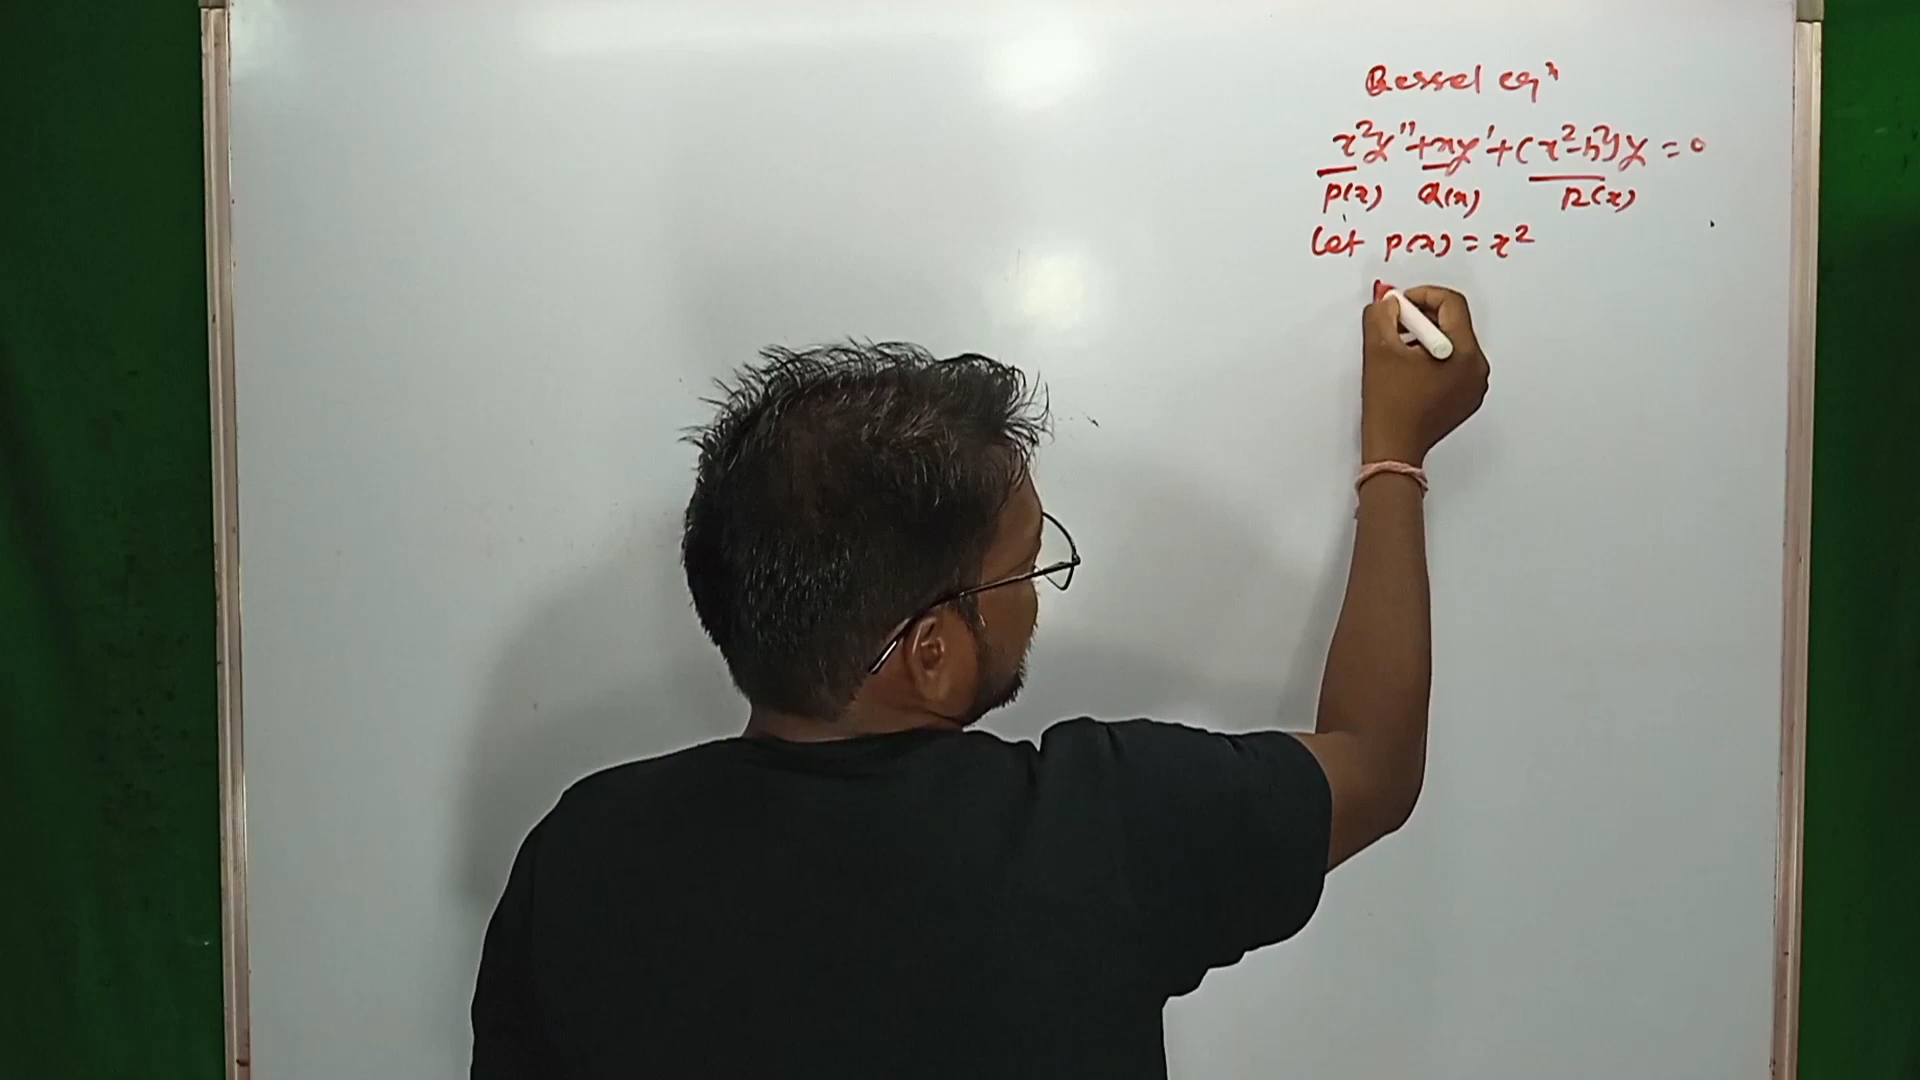 Bessel eqn
x²y''+xy'+(x²-n²)y=0
P(x) Q(x) R(x)
Let P(x)=x²